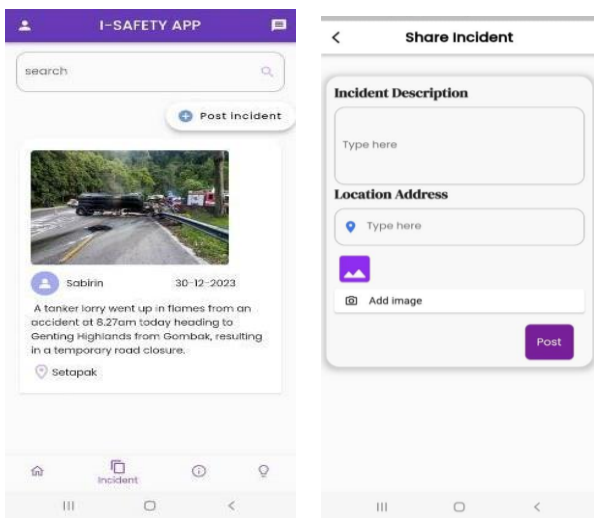 I-SAFETY APP
search
Post incident
Sabirin 30-12-2023
A tanker lorry went up in flames from an
accident at 8.27am today heading to
Genting Highlands from Gombak, resulting
in a temporary road closure.
Setapak
Incident
Share Incident
Incident Description
Type here
Location Address
Type here
Add image
Post